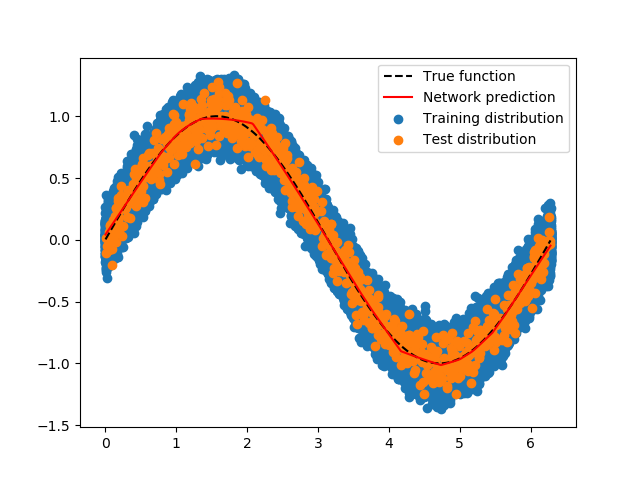 True function
Network prediction
Training distribution
Test distribution
1.0
0.5
0.0
−0.5
−1.0
−1.5
0 1 2 3 4 5 6